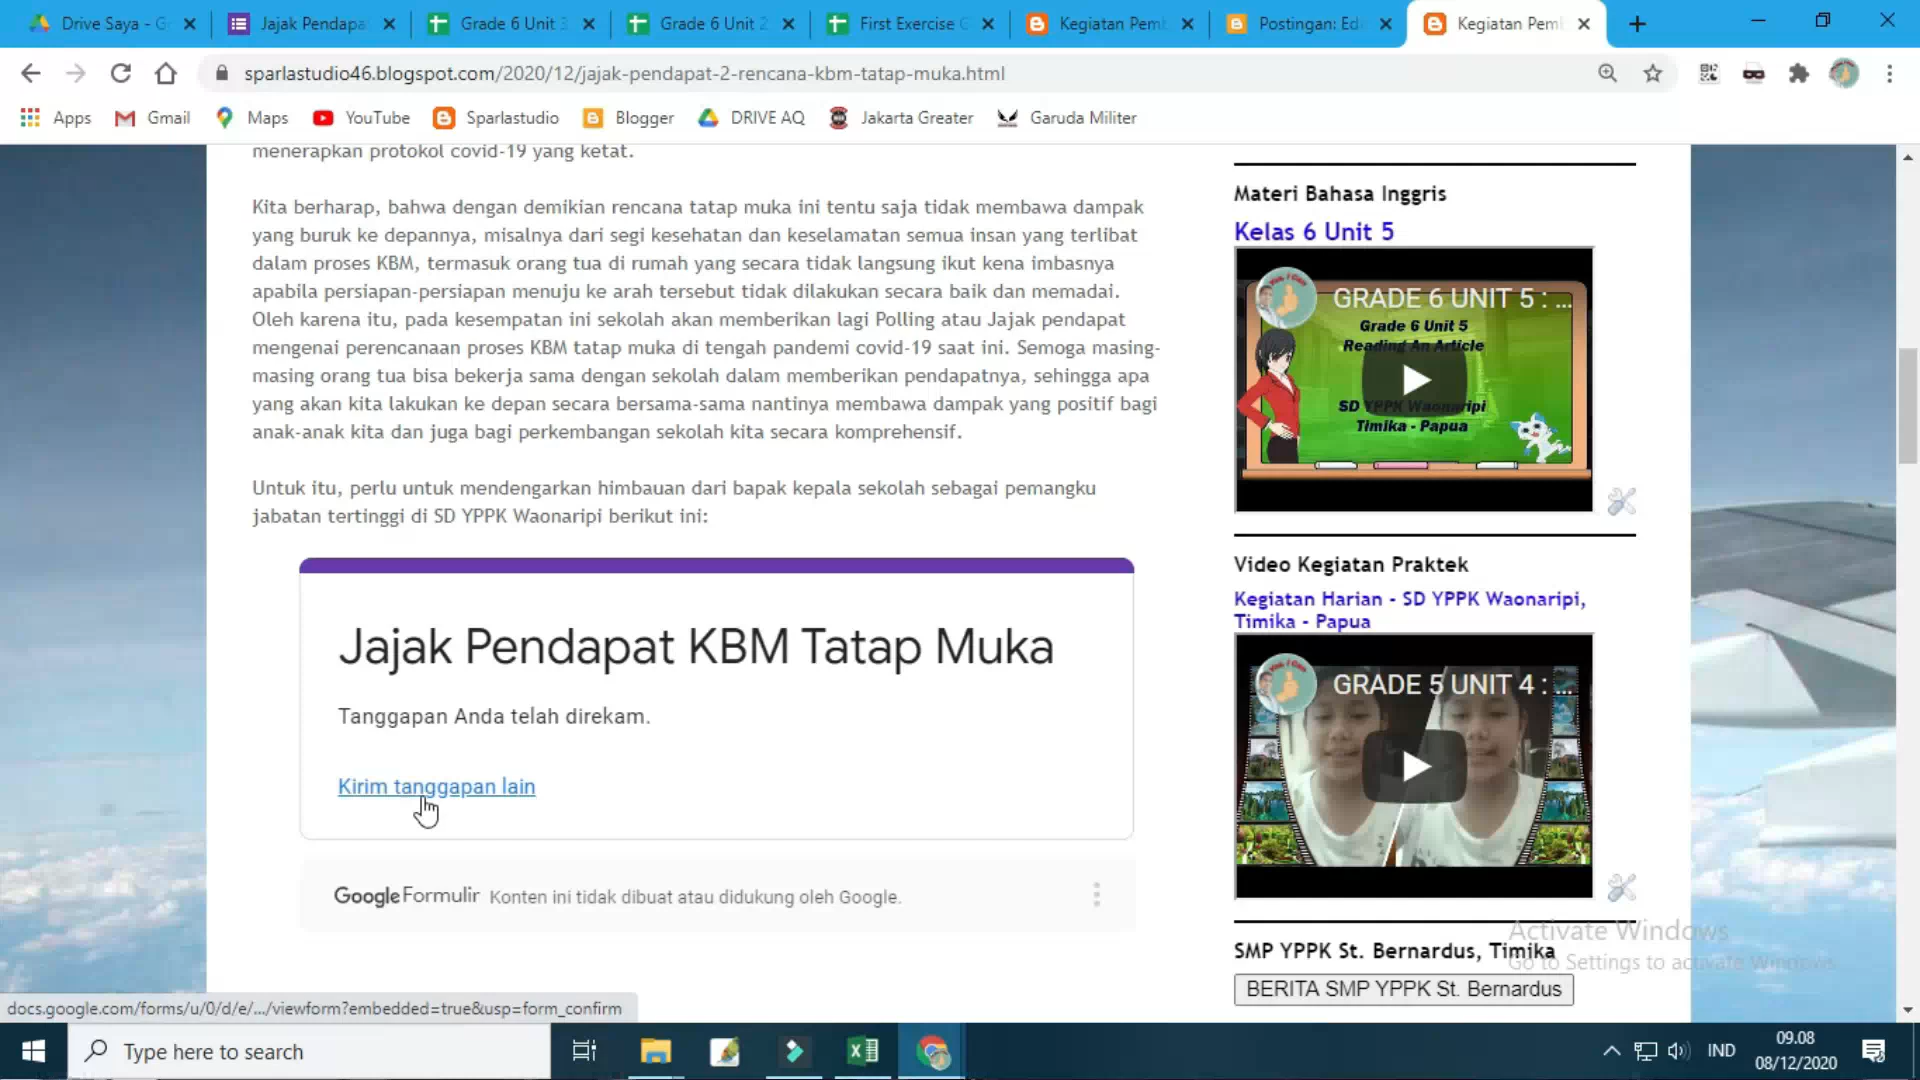 Drive Saya - G
Jajak Pendapa
Grade 6 Unit 3
Grade 6 Unit 2
First Exercise G
Kegiatan Pemb
Postingan: Edi
Kegiatan Pemb
sparlastudio46.blogspot.com/2020/12/jajak-pendapat-2-rencana-kbm-tatap-muka.html
Apps
Gmail
Maps
YouTube
Sparlastudio
Blogger
DRIVE AQ
Jakarta Greater
Garuda Militer
menerapkan protokol covid-19 yang ketat.
Kita berharap, bahwa dengan demikian rencana tatap muka ini tentu saja tidak membawa dampak
yang buruk ke depannya, misalnya dari segi kesehatan dan keselamatan semua insan yang terlibat
dalam proses KBM, termasuk orang tua di rumah yang secara tidak langsung ikut kena imbasnya
apabila persiapan-persiapan menuju ke arah tersebut tidak dilakukan secara baik dan memadai.
Oleh karena itu, pada kesempatan ini sekolah akan memberikan lagi Polling atau Jajak pendapat
mengenai perencanaan proses KBM tatap muka di tengah pandemi covid-19 saat ini. Semoga masing-
masing orang tua bisa bekerja sama dengan sekolah dalam memberikan pendapatnya, sehingga apa
yang akan kita lakukan ke depan secara bersama-sama nantinya membawa dampak yang positif bagi
anak-anak kita dan juga bagi perkembangan sekolah kita secara komprehensif.
Untuk itu, perlu untuk mendengarkan himbauan dari bapak kepala sekolah sebagai pemangku
jabatan tertinggi di SD YPPK Waonaripi berikut ini:
Jajak Pendapat KBM Tatap Muka
Tanggapan Anda telah direkam.
Kirim tanggapan lain
Google Formulir Konten ini tidak dibuat atau didukung oleh Google.
Materi Bahasa Inggris
Kelas 6 Unit 5
GRADE 6 UNIT 5 : ...
Grade 6 Unit 5
Reading An Article
SD YPPK Waonaripi
Timika - Papua
Video Kegiatan Praktek
Kegiatan Harian - SD YPPK Waonaripi,
Timika - Papua
GRADE 5 UNIT 4 : ...
SMP YPPK St. Bernardus, Timika
BERITA SMP YPPK St. Bernardus
Activate Windows
Go to Settings to activate Windows.
docs.google.com/forms/u/0/d/e/.../viewform?embedded=true&usp=form_confirm
Type here to search
IND
09.08
08/12/2020